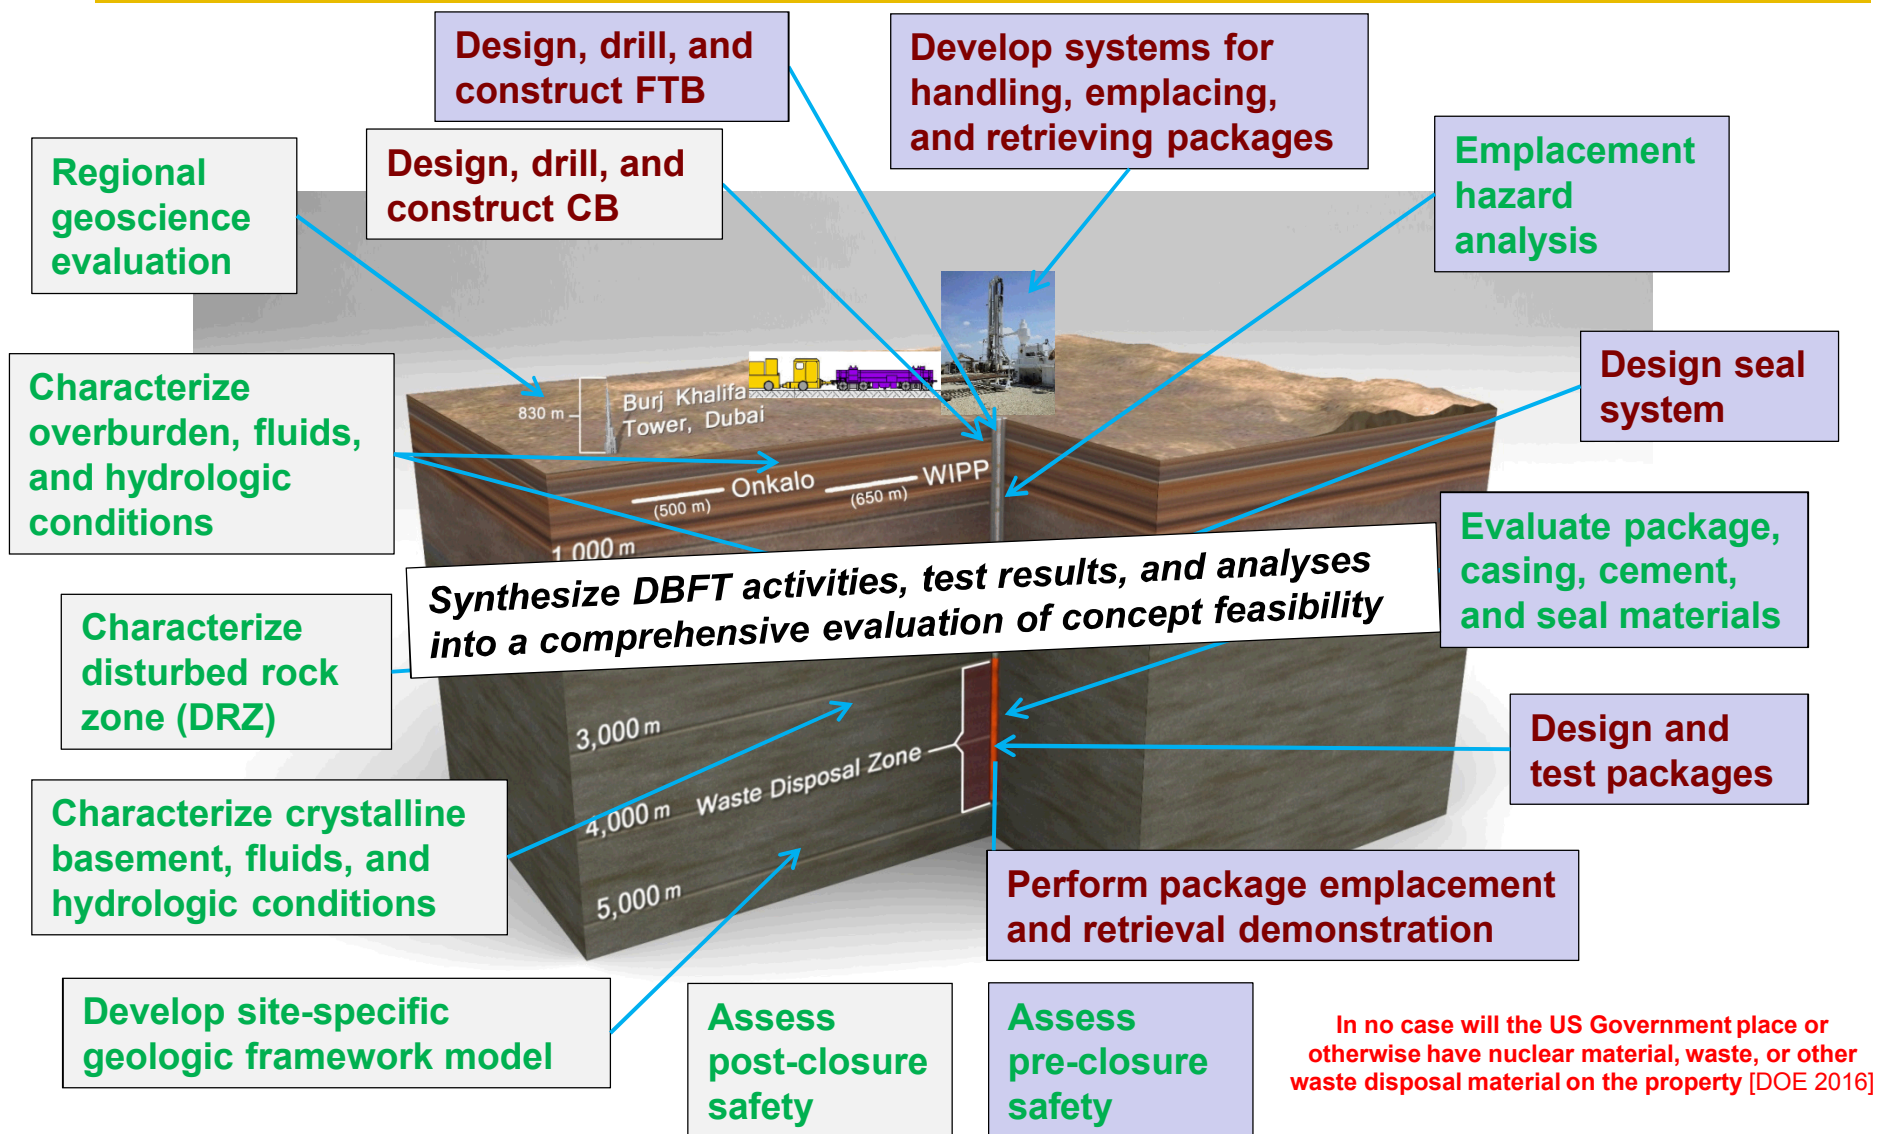 Design, drill, and
construct FTB
Develop systems for
handling, emplacing,
and retrieving packages
Regional
geoscience
evaluation
Design, drill, and
construct CB
Emplacement
hazard
analysis
Characterize
overburden, fluids,
and hydrologic
conditions
830 m
Burj Khalifa
Tower, Dubai
Design seal
system
Onkalo
(500 m)
WIPP
(650 m)
1,000 m
Evaluate package,
casing, cement,
and seal materials
Synthesize DBFT activities, test results, and analyses
into a comprehensive evaluation of concept feasibility
Characterize
disturbed rock
zone (DRZ)
3,000 m
Waste Disposal Zone
4,000 m
5,000 m
Design and
test packages
Characterize crystalline
basement, fluids, and
hydrologic conditions
Perform package emplacement
and retrieval demonstration
Develop site-specific
geologic framework model
Assess
post-closure
safety
Assess
pre-closure
safety
In no case will the US Government place or
otherwise have nuclear material, waste, or other
waste disposal material on the property [DOE 2016]